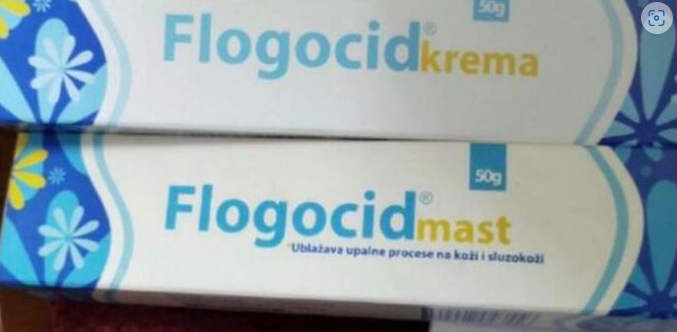 50g
Flogocid® krema
50g
Flogocid® mast
*Ublažava upalne procese na koži i sluzokoži